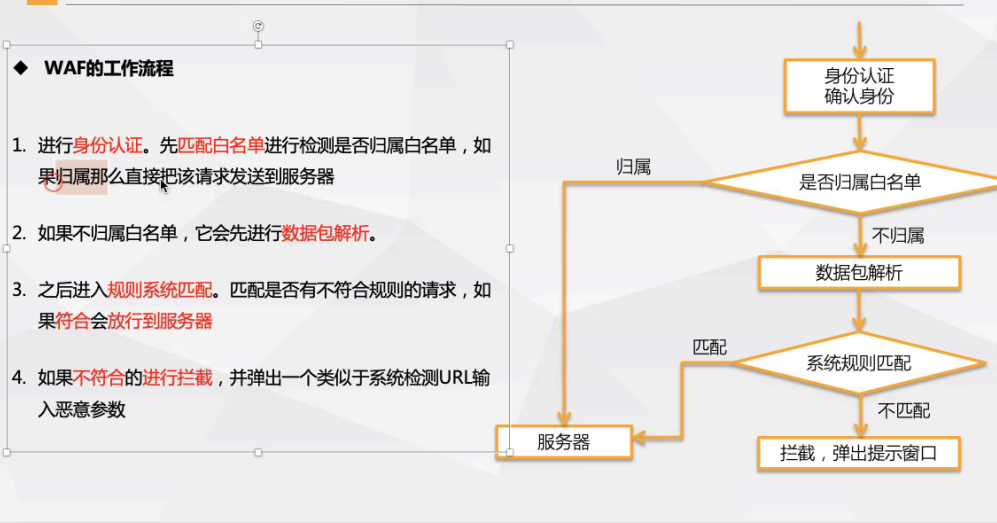 ◆ WAF的工作流程
1. 进行身份认证。先匹配白名单进行检测是否归属白名单，如
果归属那么直接把该请求发送到服务器
2. 如果不归属白名单，它会先进行数据包解析。
3. 之后进入规则系统匹配。匹配是否有不符合规则的请求，如
果符合会放行到服务器
4. 如果不符合的进行拦截，并弹出一个类似于系统检测URL输
入恶意参数
身份认证
确认身份
归属
是否归属白名单
不归属
数据包解析
匹配
系统规则匹配
不匹配
服务器
拦截，弹出提示窗口